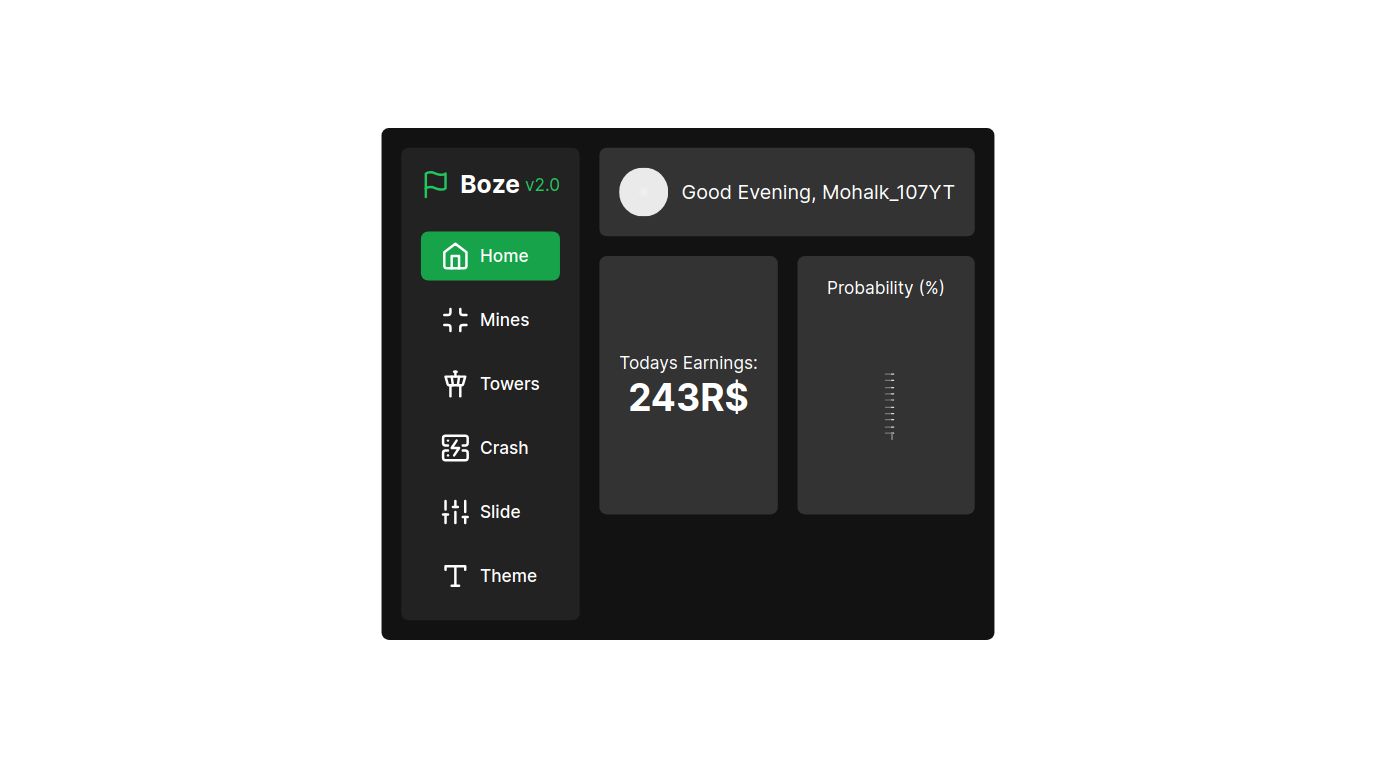 Boze v2.0
Home
Mines
Towers
Crash
Slide
Theme
Good Evening, Mohalk_107YT
Todays Earnings:
243R$
Probability (%)